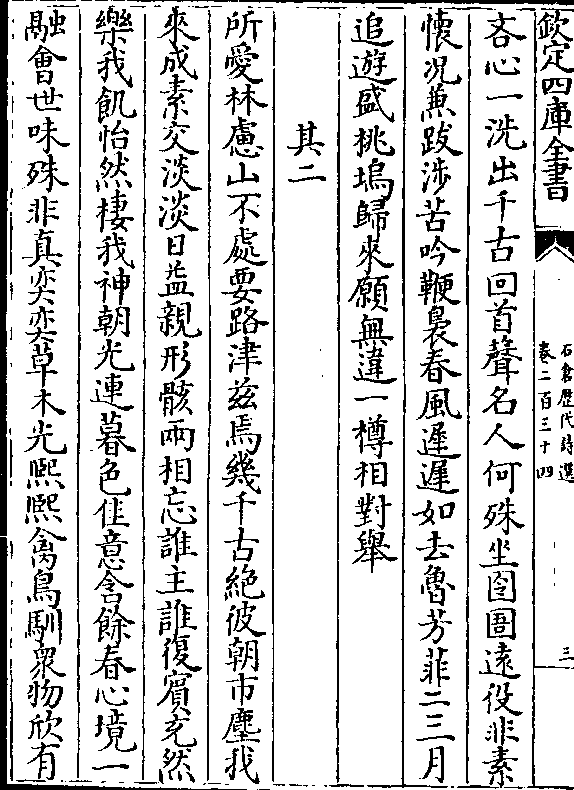 欽定四庫全書
石倉歴代詩選
卷二百三十四
三
吝心一洗出千古回首聲名人何殊坐囹圄遠役非素
懷况兼跋涉苦吟鞭裊春風遲遲如去魯芳菲二三月
追遊盛桃塢歸來願無違一樽相對舉
其二
所愛林慮山不處要路津兹焉幾千古絶彼朝市塵我
來成素交淡淡日益親形骸兩相忘誰主誰復賓充然
樂我飢怡然棲我神朝光連暮色佳意含餘春心境一
融會世味殊非真奕奕草木光熙熙禽鳥馴衆物欣有